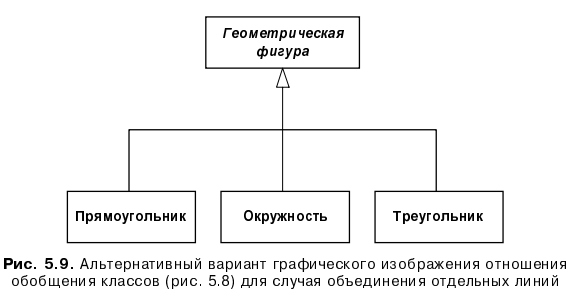 Геометрическая
фигура
Прямоугольник
Окружность
Треугольник
Рис. 5.9. Альтернативный вариант графического изображения отношения
обобщения классов (рис. 5.8) для случая объединения отдельных линий